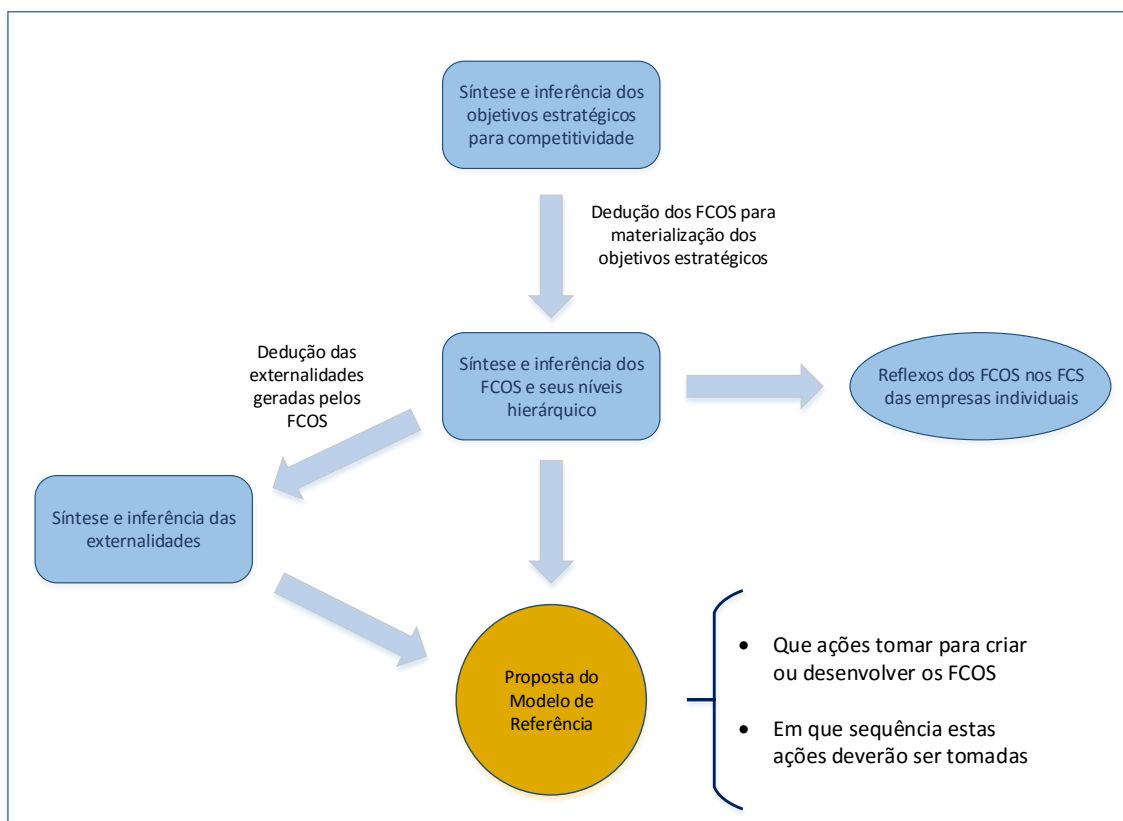 Síntese e inferência dos
objetivos estratégicos
para competitividade
Dedução dos FCOS para
materialização dos
objetivos estratégicos
Dedução das
externalidades
geradas pelos
FCOS
Síntese e inferência dos
FCOS e seus níveis
hierárquico
Reflexos dos FCOS nos FCS
das empresas individuais
Síntese e inferência das
externalidades
Proposta do
Modelo de
Referência
• Que ações tomar para criar
ou desenvolver os FCOS
• Em que sequência estas
ações deverão ser tomadas